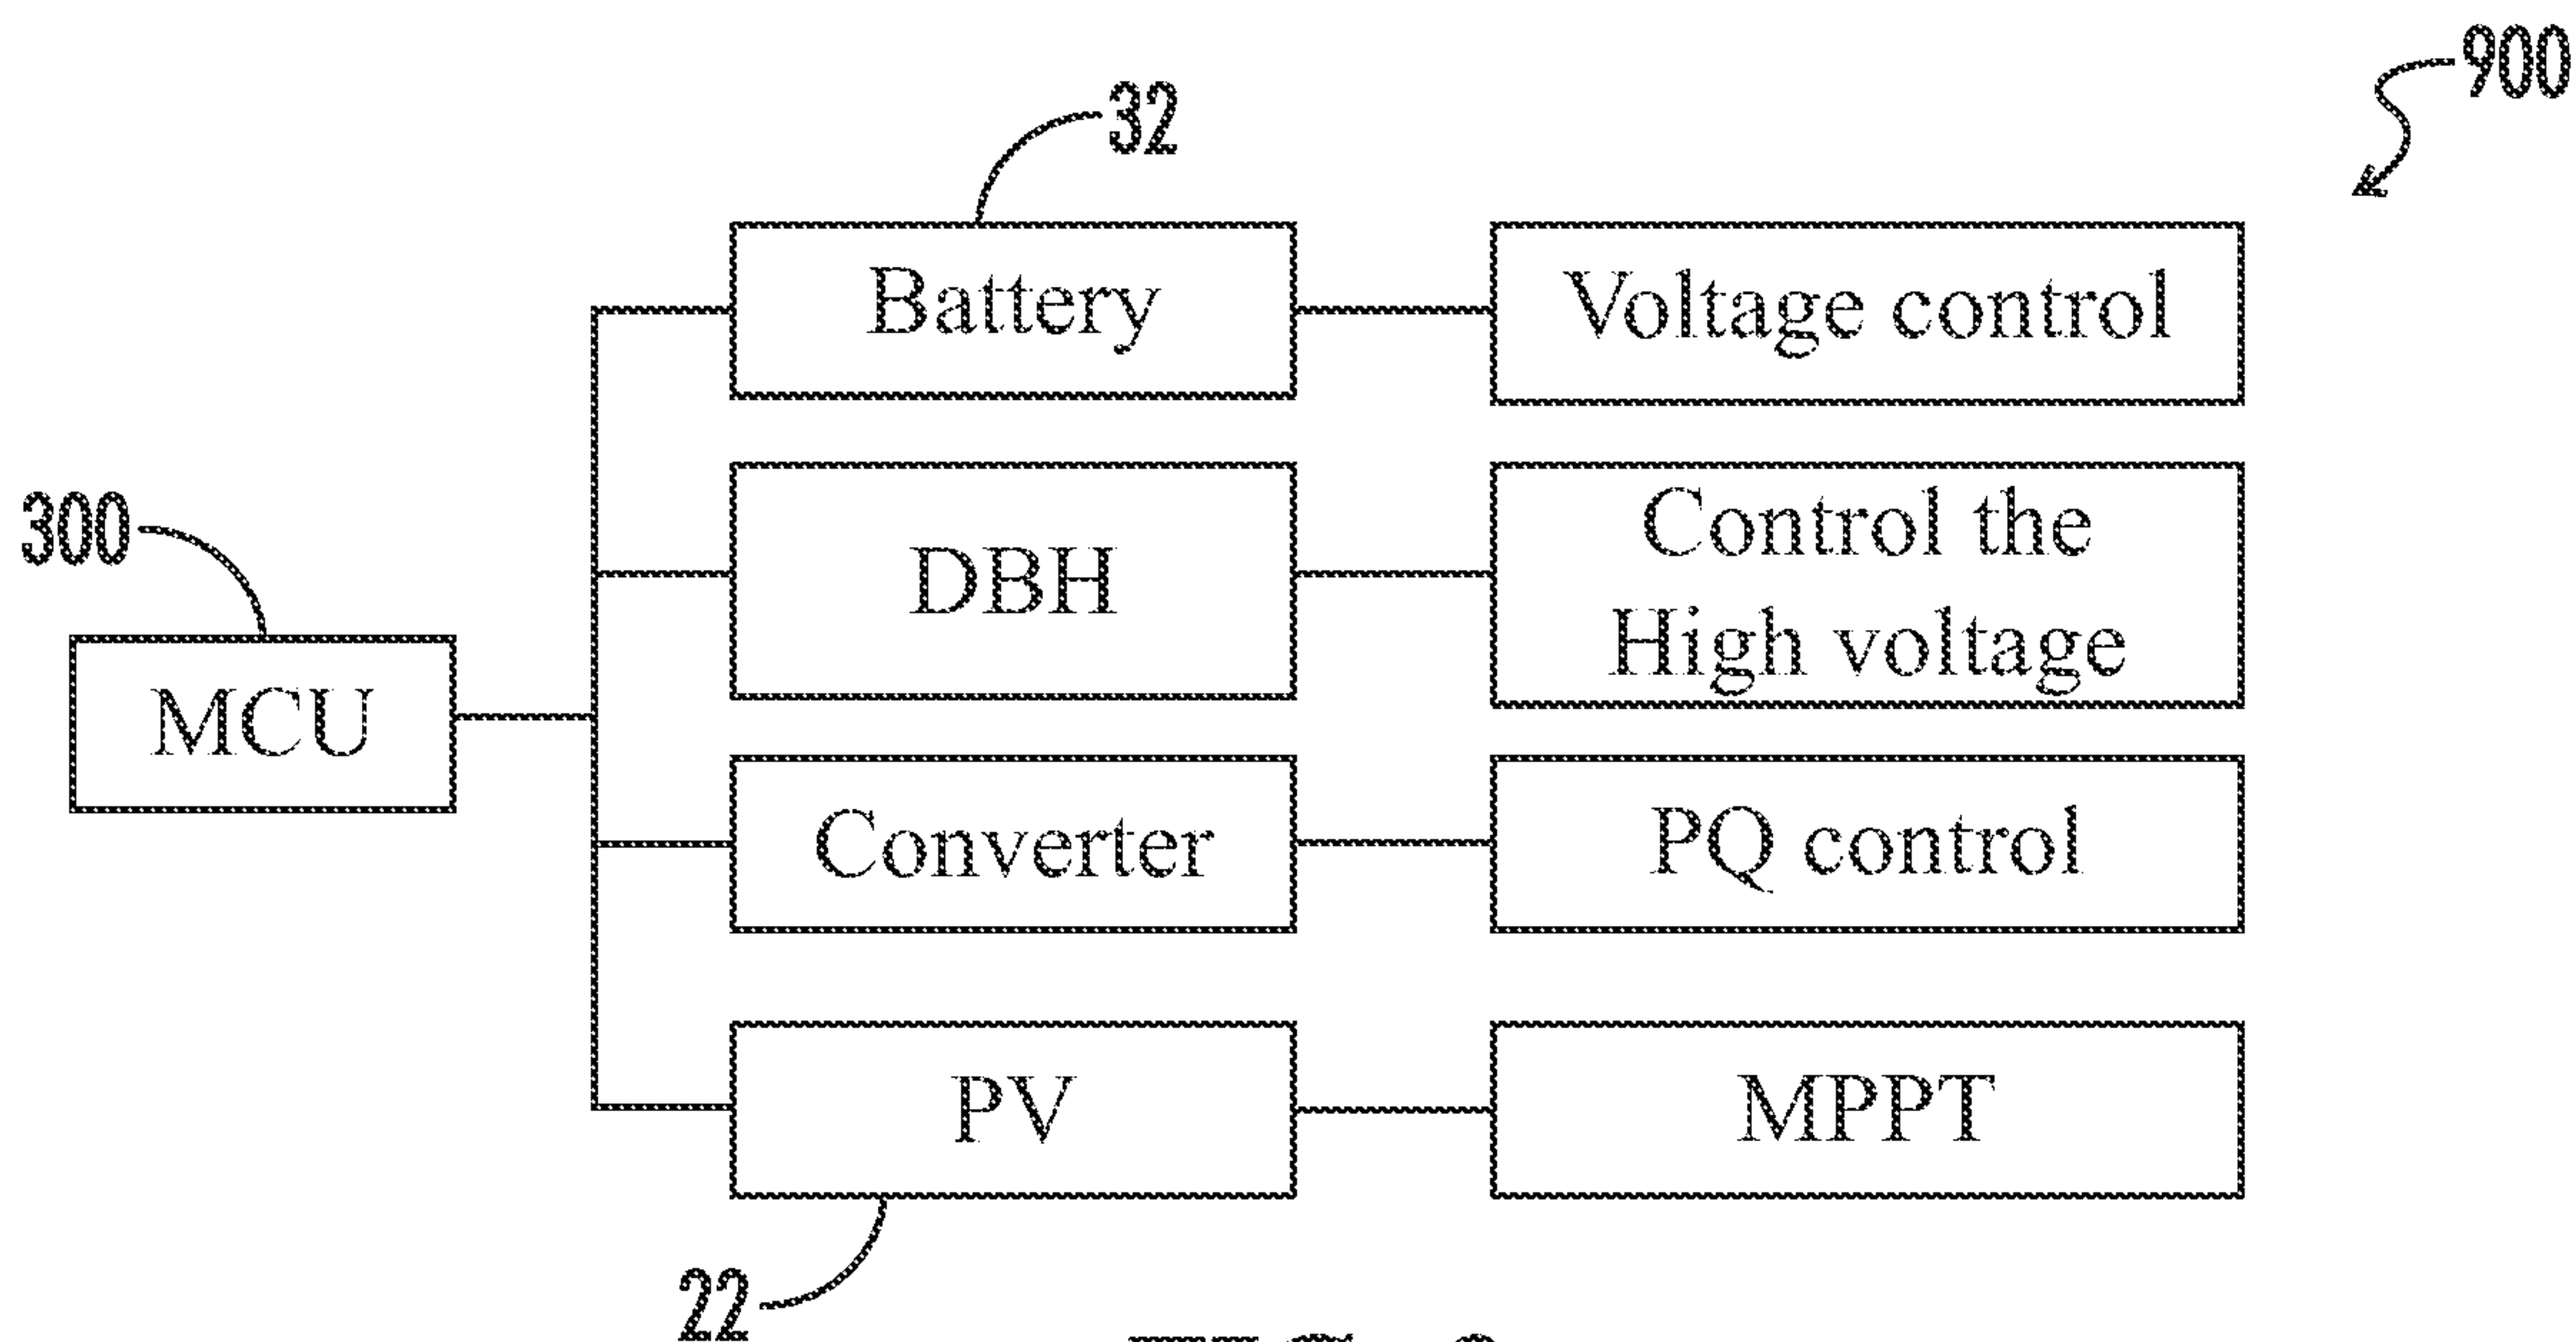 900
32
Battery
Voltage control
300
DBH
Control the
High voltage
MCU
Converter
PQ control
PV
MPPT
22